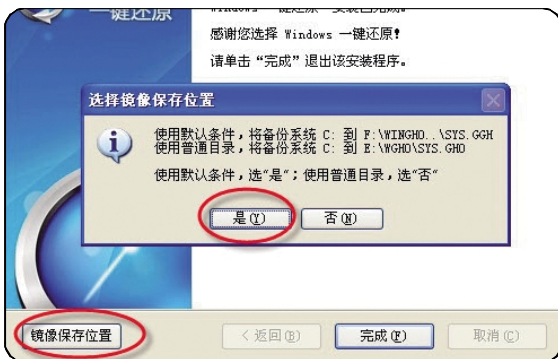 一键还原
感谢您选择 Windows 一键还原!
请单击“完成”退出该安装程序。
选择镜像保存位置
使用默认条件，将备份系统 C: 到 F:\WINGHO..\SYS.GGH
使用普通目录，将备份系统 C: 到 E:\WGHO\SYS.GHO
使用默认条件，选“是”；使用普通目录，选“否”
是(Y)
否(N)
镜像保存位置
< 返回(B)
完成(F)
取消(C)